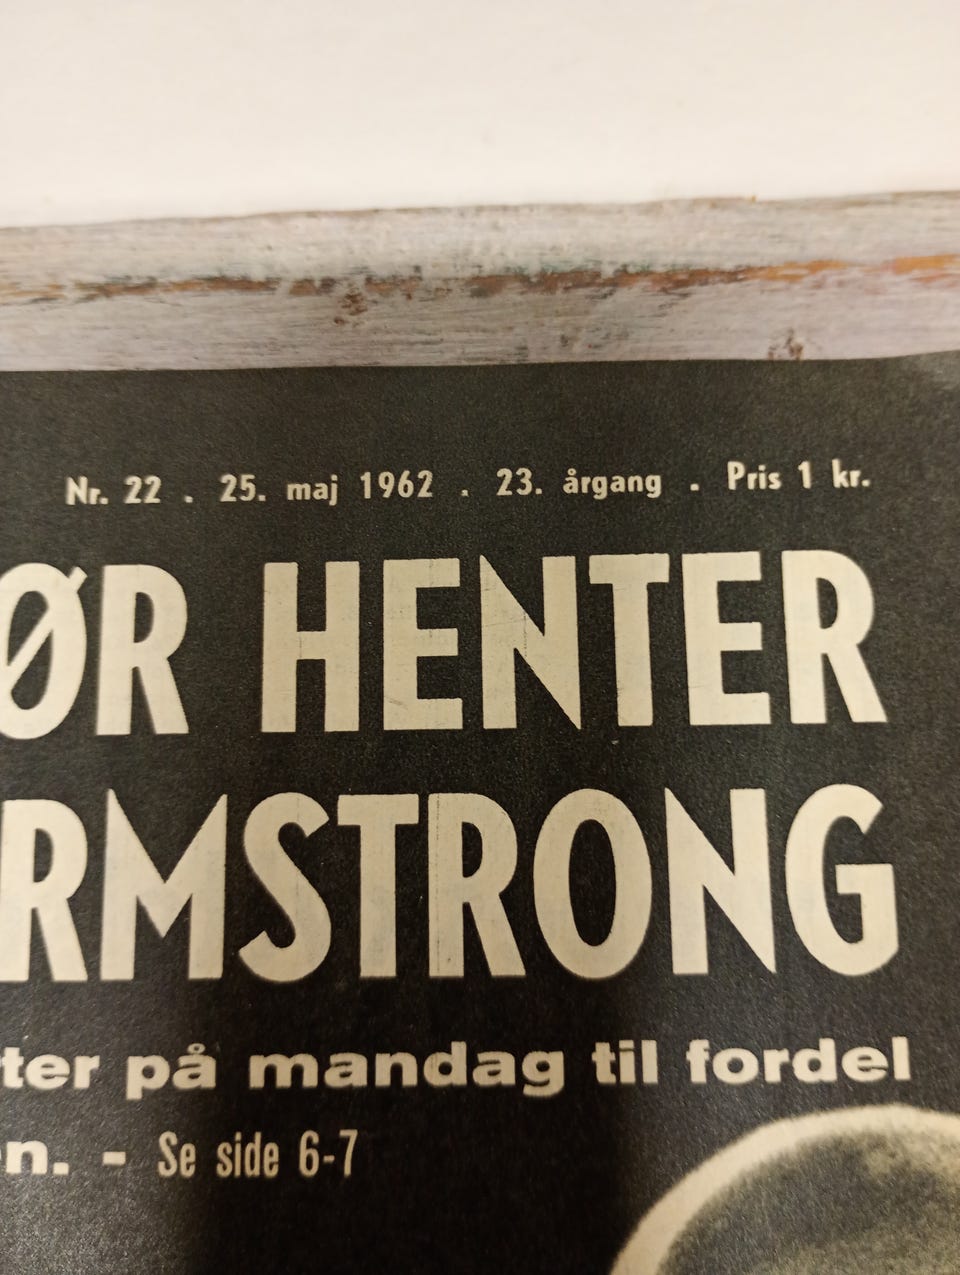 Nr. 22 . 25. maj 1962 . 23. årgang . Pris 1 kr.
ØR HENTER
RMSTRONG
ter på mandag til fordel
n. - Se side 6-7